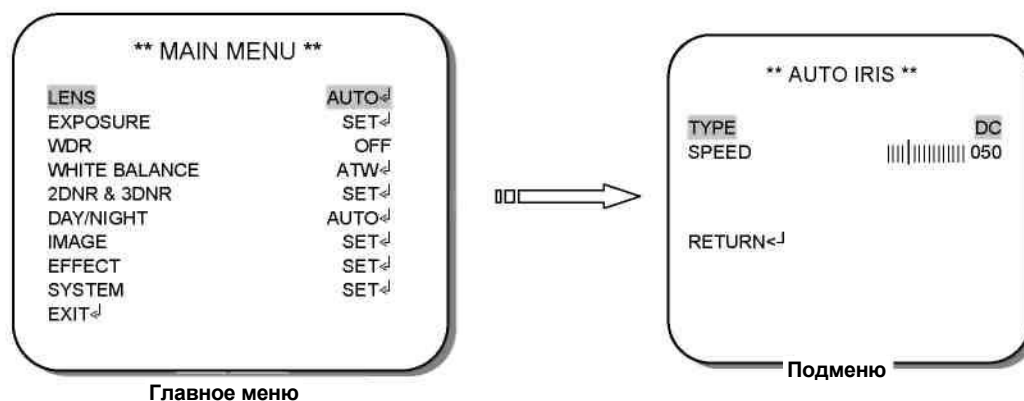 ** MAIN MENU **
LENS AUTO↲
EXPOSURE SET↲
WDR OFF
WHITE BALANCE ATW↲
2DNR & 3DNR SET↲
DAY/NIGHT AUTO↲
IMAGE SET↲
EFFECT SET↲
SYSTEM SET↲
EXIT↲
Главное меню
** AUTO IRIS **
TYPE DC
SPEED 050
RETURN<┘
Подменю